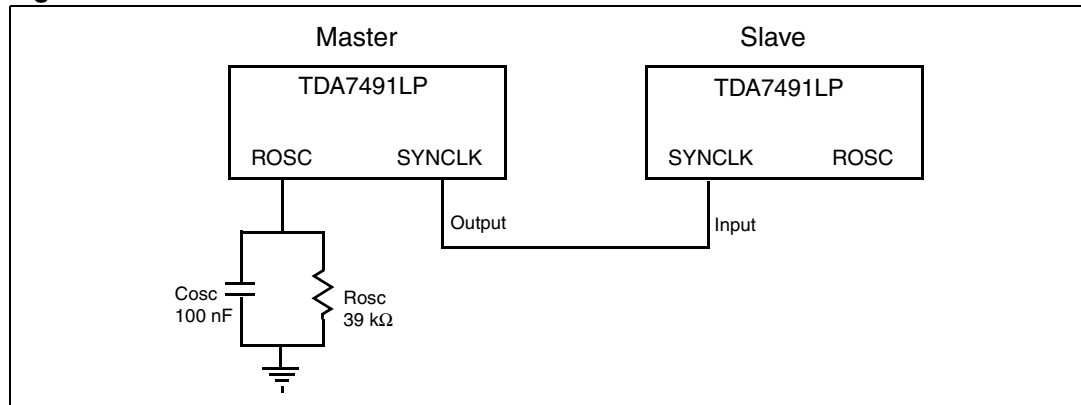 Master
Slave
TDA7491LP
TDA7491LP
ROSC
SYNCLK
SYNCLK
ROSC
Output
Input
Cosc
100 nF
Rosc
39 kΩ